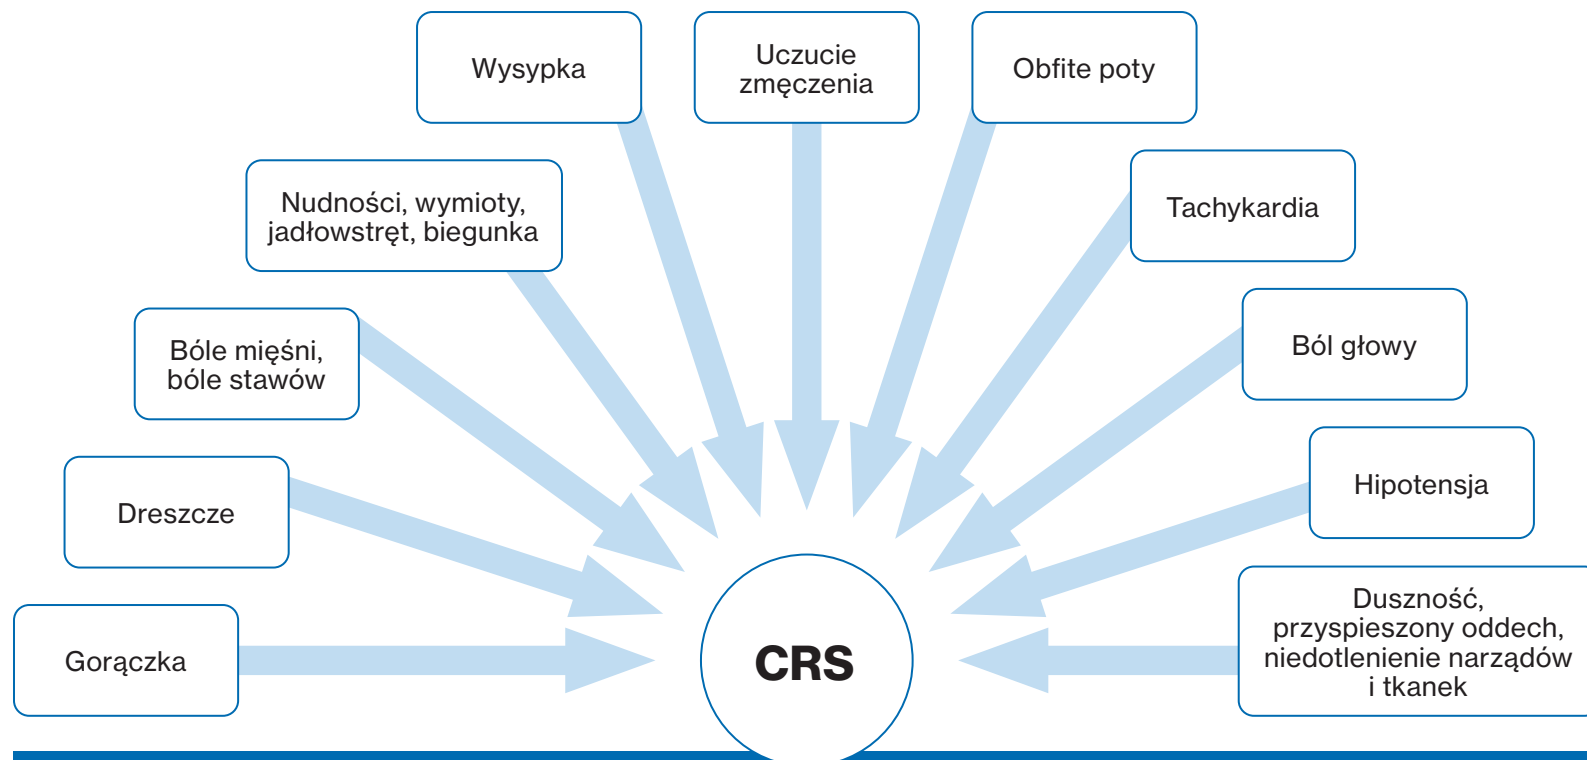 Wysypka
Uczucie
zmęczenia
Obfite poty
Nudności, wymioty,
jadłowstręt, biegunka
Tachykardia
Bóle mięśni,
bóle stawów
Ból głowy
Dreszcze
Hipotensja
Gorączka
CRS
Duszność,
przyspieszony oddech,
niedotlenienie narządów
i tkanek